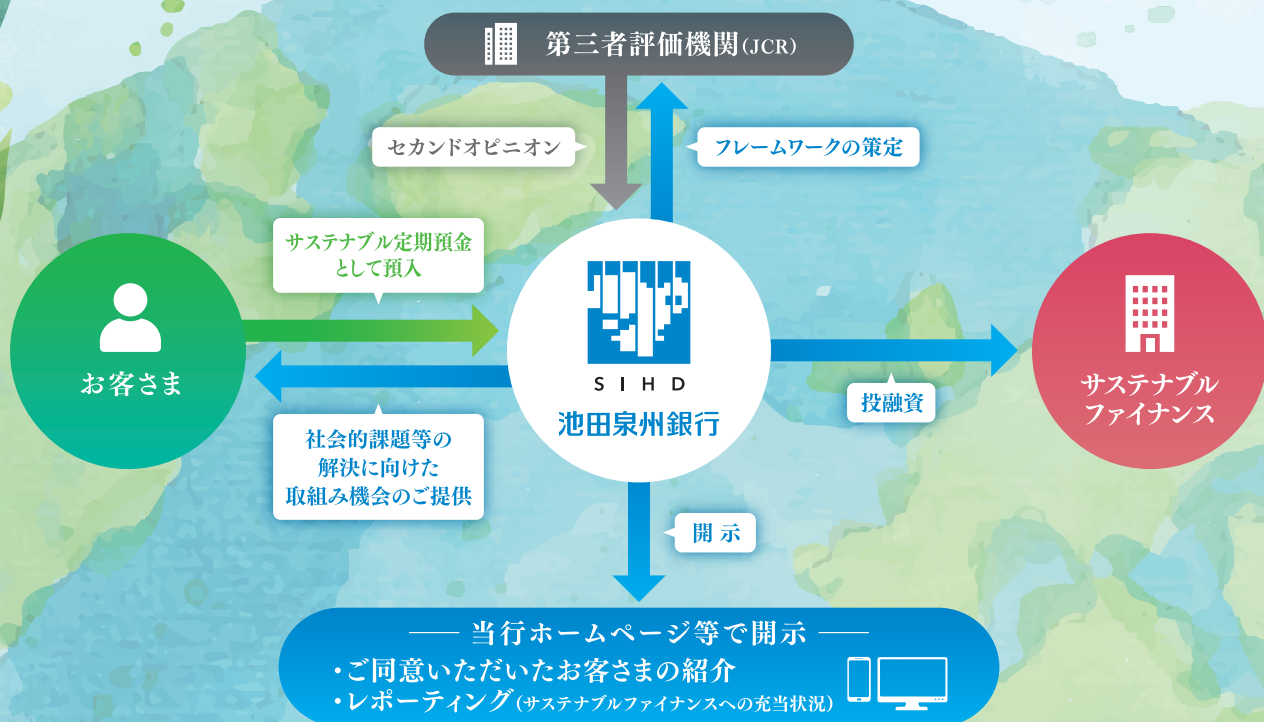 第三者評価機関(JCR)
セカンドオピニオン
フレームワークの策定
サステナブル定期預金
として預入
お客さま
S I H D
池田泉州銀行
サステナブル
ファイナンス
投融資
社会的課題等の
解決に向けた
取組み機会のご提供
開 示
当行ホームページ等で開示
・ご同意いただいたお客さまの紹介
・レポーティング(サステナブルファイナンスへの充当状況)